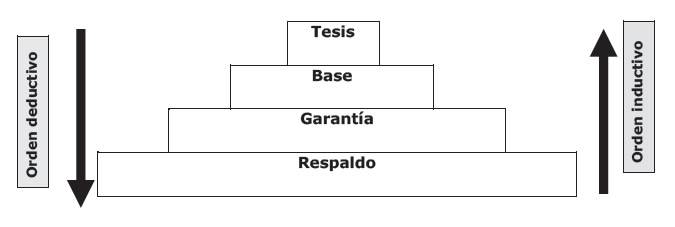 Orden deductivo
Tesis
Base
Garantía
Respaldo
Orden inductivo